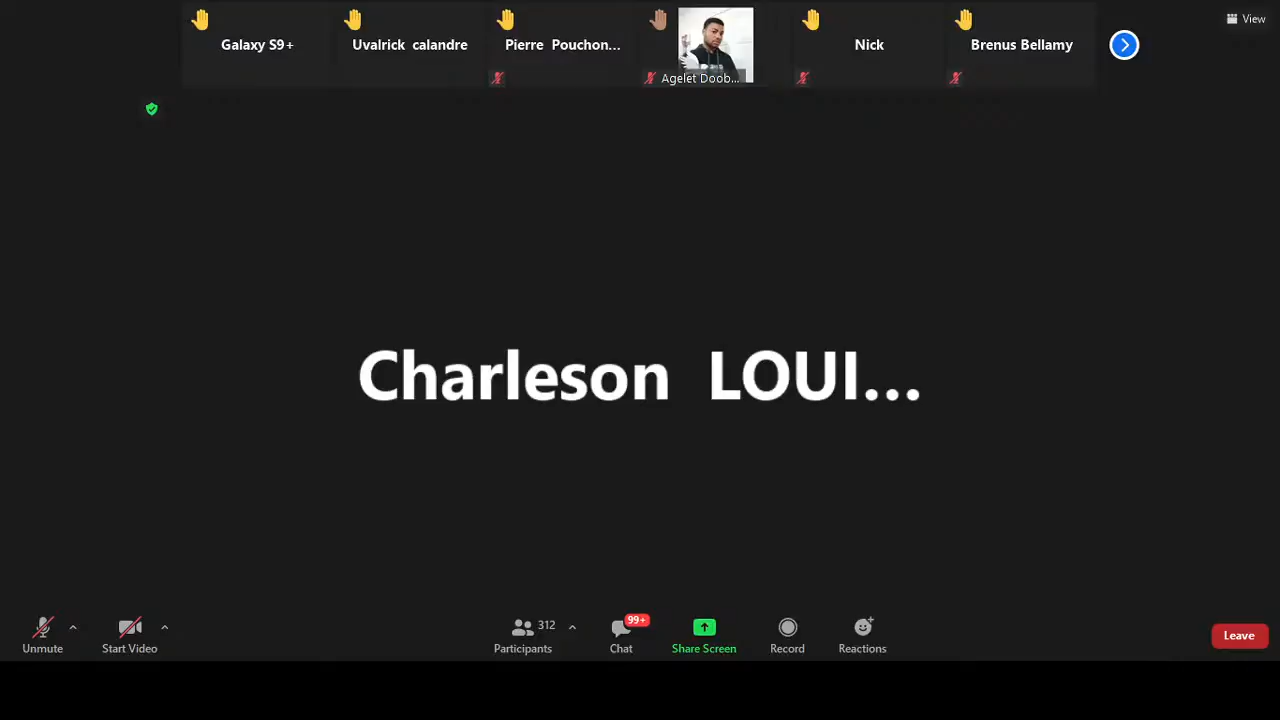 View
Galaxy S9+
Uvalrick calandre
Pierre Pouchon...
Agelet Doob...
Nick
Brenus Bellamy
Charleson LOUI...
Unmute
Start Video
312
Participants
99+
Chat
Share Screen
Record
Reactions
Leave